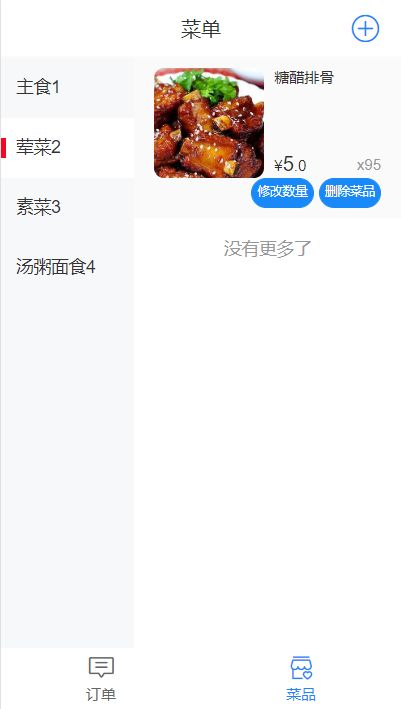 菜单
主食1
荤菜2
素菜3
汤粥面食4
糖醋排骨
¥5.0
x95
修改数量
删除菜品
没有更多了
订单
菜品